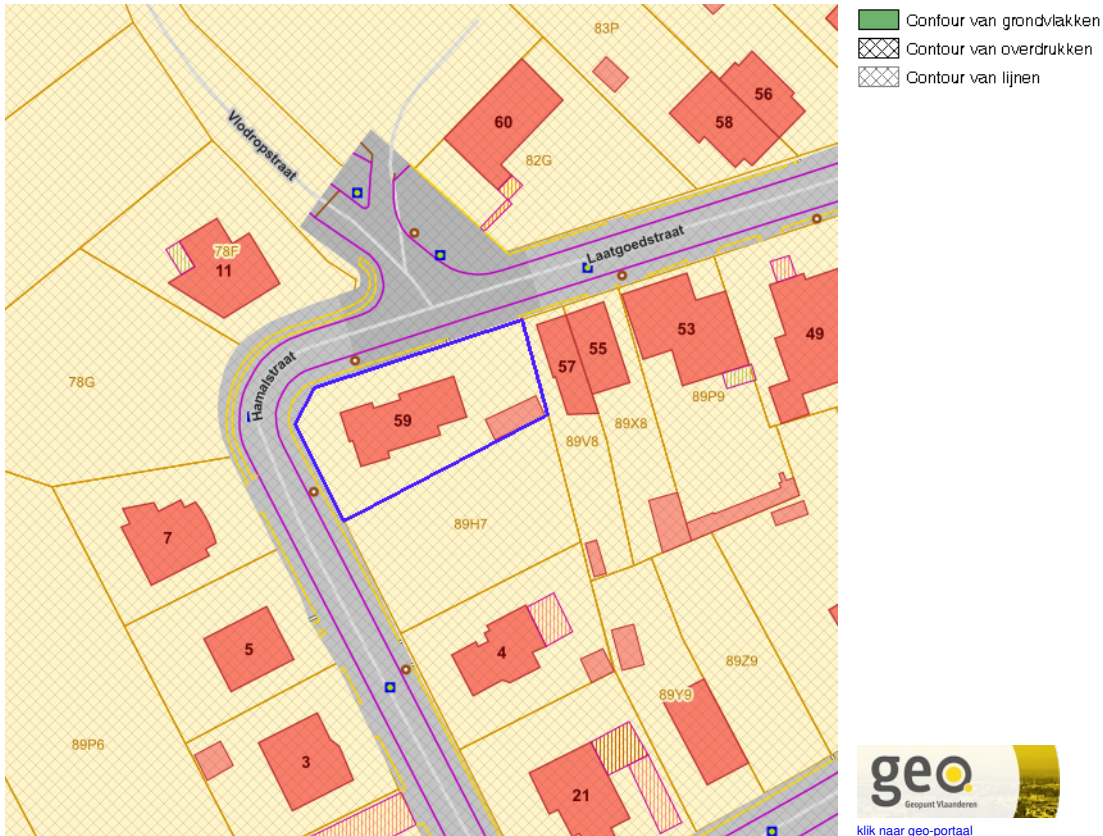 83P
Contour van grondvlakken
Contour van overdrukken
Contour van lijnen
56
58
60
82G
Vlodropstraat
Laatgoedstraat
78F
11
53
49
57
55
Hamalstraat
78G
89P9
59
89X8
89V8
89H7
7
5
4
89Z9
89Y9
89P6
3
21
geo.
Geopunt Vlaanderen
klik naar geo-portaal